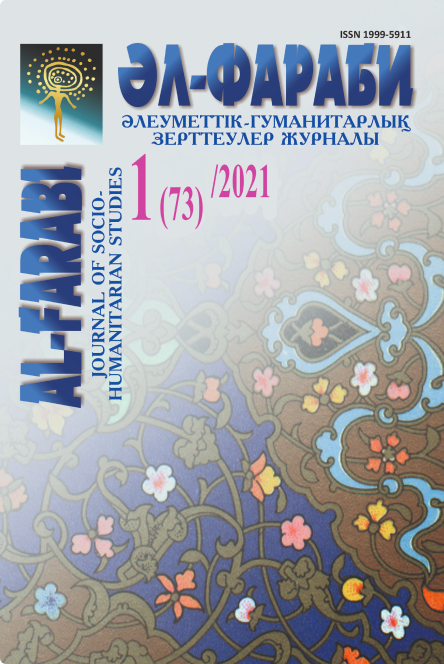 ISSN 1999-5911
ӘЛ-ФАРАБИ
ӘЛЕУМЕТТІК-ГУМАНИТАРЛЫҚ
ЗЕРТТЕУЛЕР ЖУРНАЛЫ
1 (73) /2021
AL-FARABI
JOURNAL OF SOCIO-
HUMANITARIAN STUDIES